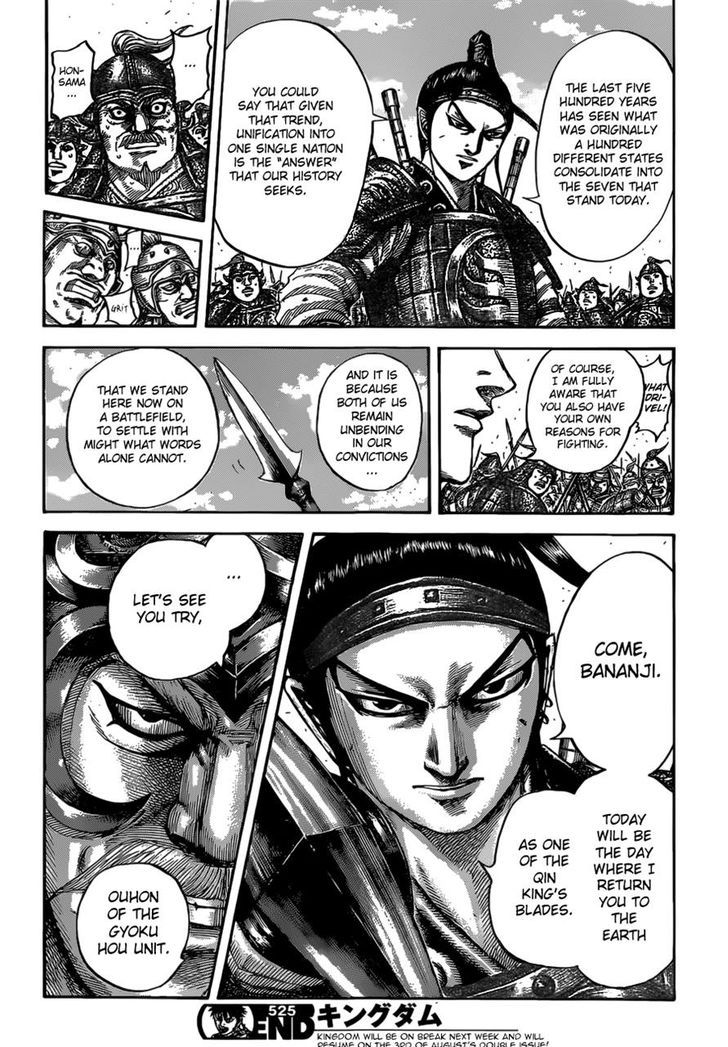 THE LAST FIVE
HUNDRED YEARS
HAS SEEN
WHAT WAS
ORIGINALLY
A HUNDRED
DIFFERENT STATES
CONSOLIDATE INTO
THE SEVEN THAT
STAND TODAY.
YOU COULD
SAY THAT GIVEN
THAT TREND,
UNIFICATION INTO
ONE SINGLE NATION
IS THE "ANSWER"
THAT OUR HISTORY
SEEKS.
...
HON-
SAMA
...
GRIT
WHAT
DRI-
VEL!
OF COURSE,
I AM FULLY
AWARE THAT
YOU ALSO HAVE
YOUR OWN
REASONS FOR
FIGHTING.
AND IT IS
BECAUSE
BOTH OF US
REMAIN
UNBENDING
IN OUR
CONVICTIONS
...
THAT WE STAND
HERE NOW ON
A BATTLEFIELD,
TO SETTLE WITH
MIGHT WHAT WORDS
ALONE CANNOT.
COME,
BANANJI.
TODAY
WILL BE
THE DAY
WHERE I
RETURN
YOU TO
THE
EARTH
AS ONE
OF THE
QIN
KING'S
BLADES.
...
LET'S SEE
YOU TRY,
OUHON
OF THE
GYOKU
HOU UNIT.
525
END キングダム
KINGDOM WILL BE ON BREAK NEXT WEEK AND WILL
RESUME ON THE 3RD OF AUGUST'S DOUBLE ISSUE!